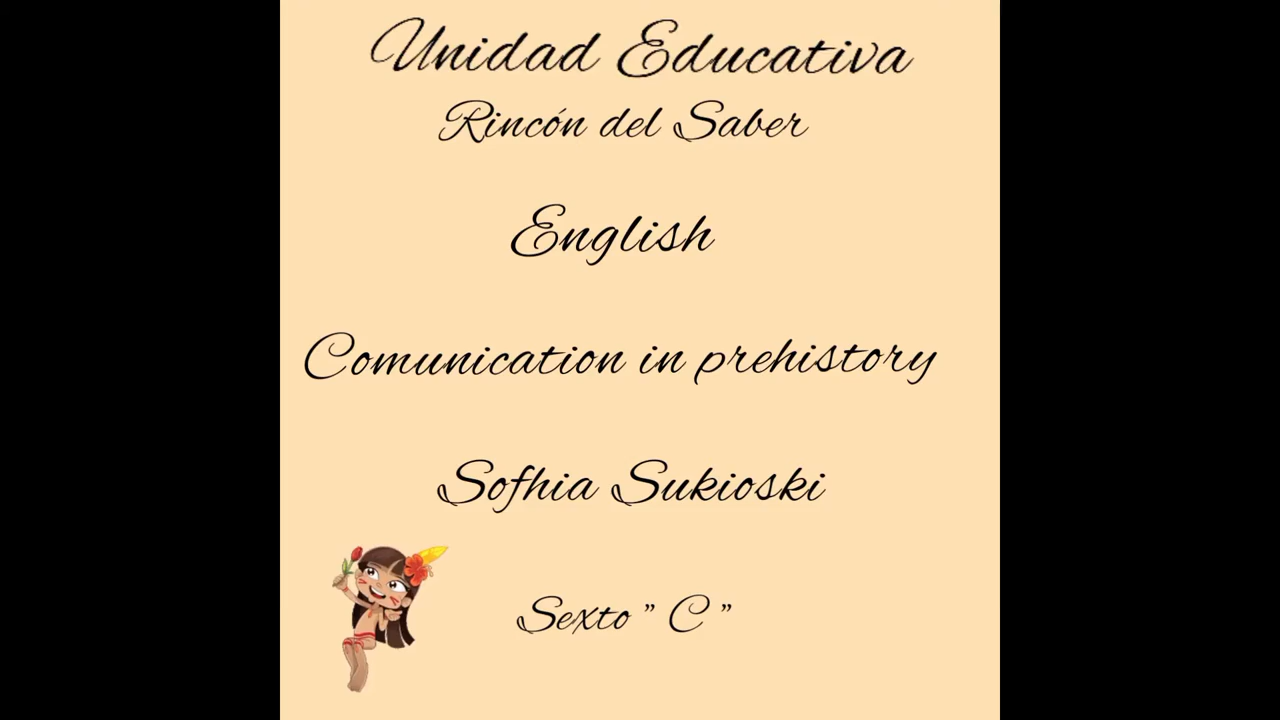 Unidad Educativa
Rincón del Saber
English
Comunication in prehistory
Sofhia Sukioski
Sexto " C "